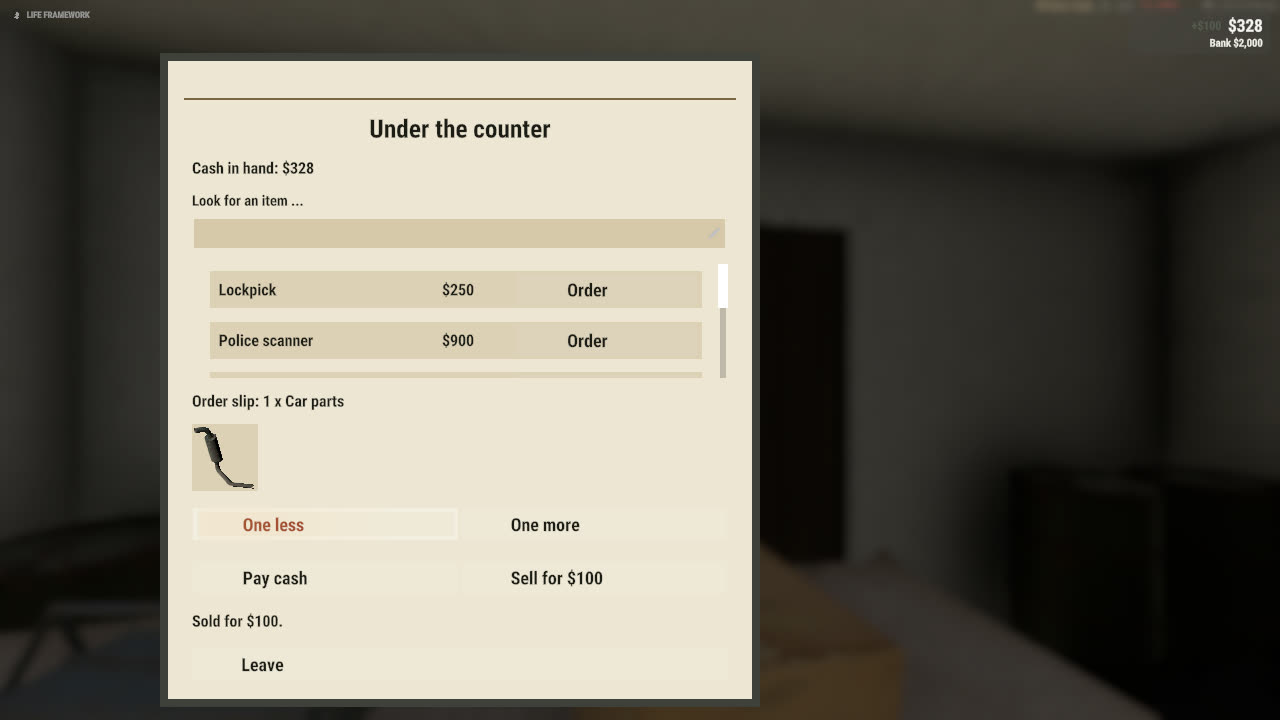 LIFE FRAMEWORK
+$100 $328
Bank $2,000
Under the counter
Cash in hand: $328
Look for an item ...
Lockpick $250 Order
Police scanner $900 Order
Order slip: 1 x Car parts
One less One more
Pay cash Sell for $100
Sold for $100.
Leave